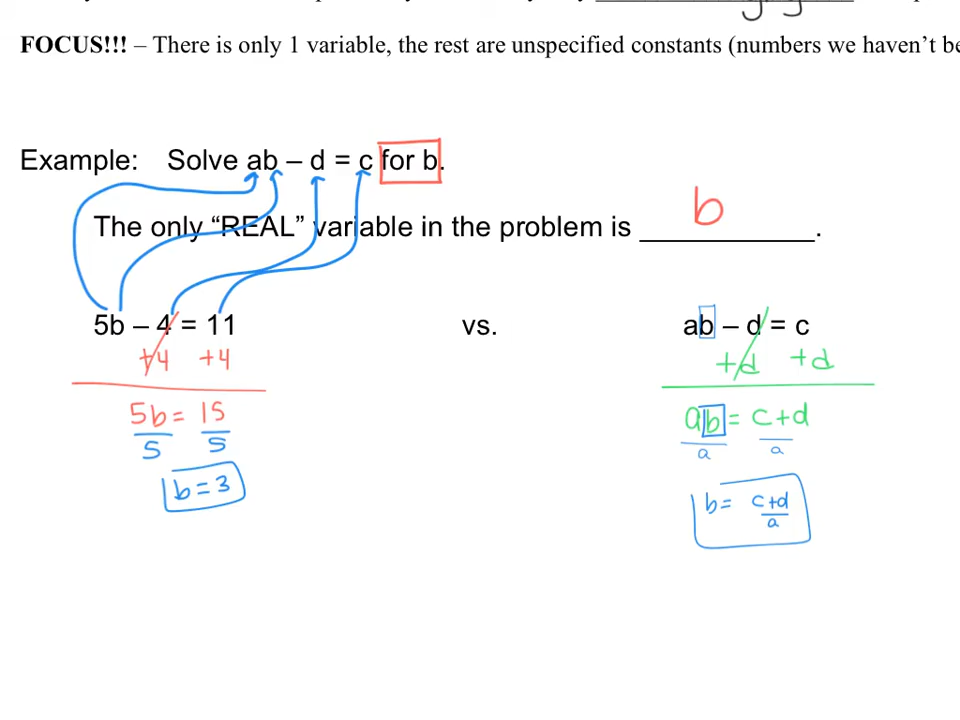 FOCUS!!! – There is only 1 variable, the rest are unspecified constants (numbers we haven't be
Example: Solve ab – d = c for b.
The only “REAL” variable in the problem is b.
5b – 4 = 11 vs. ab – d = c
+4 +4 +d +d
5b = 15 ab = c+d
5 5 a a
b = 3 b = c+d
a